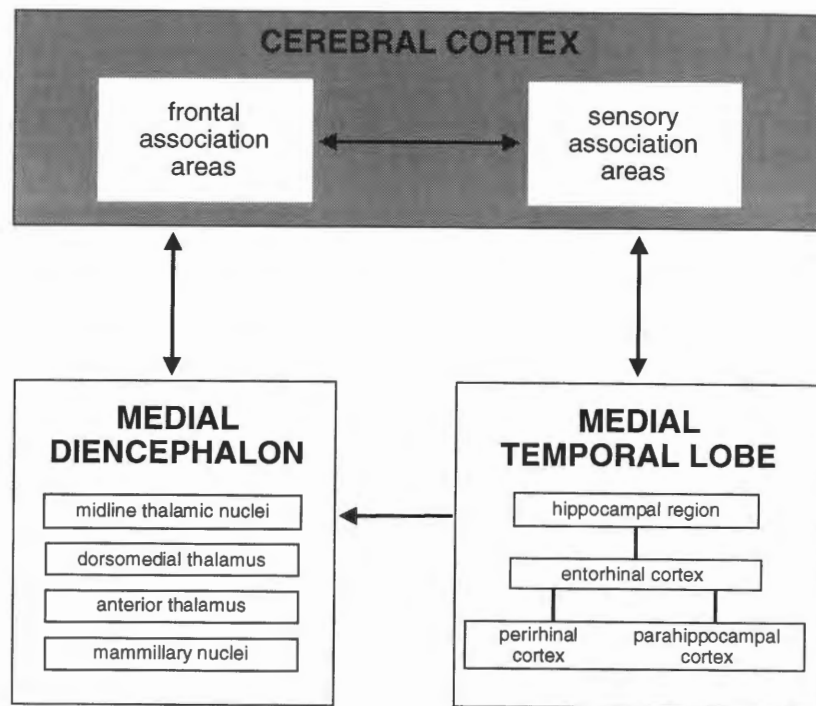 CEREBRAL CORTEX
frontal
association
areas
sensory
association
areas
MEDIAL
DIENCEPHALON
midline thalamic nuclei
dorsomedial thalamus
anterior thalamus
mammillary nuclei
MEDIAL
TEMPORAL LOBE
hippocampal region
entorhinal cortex
perirhinal
cortex
parahippocampal
cortex